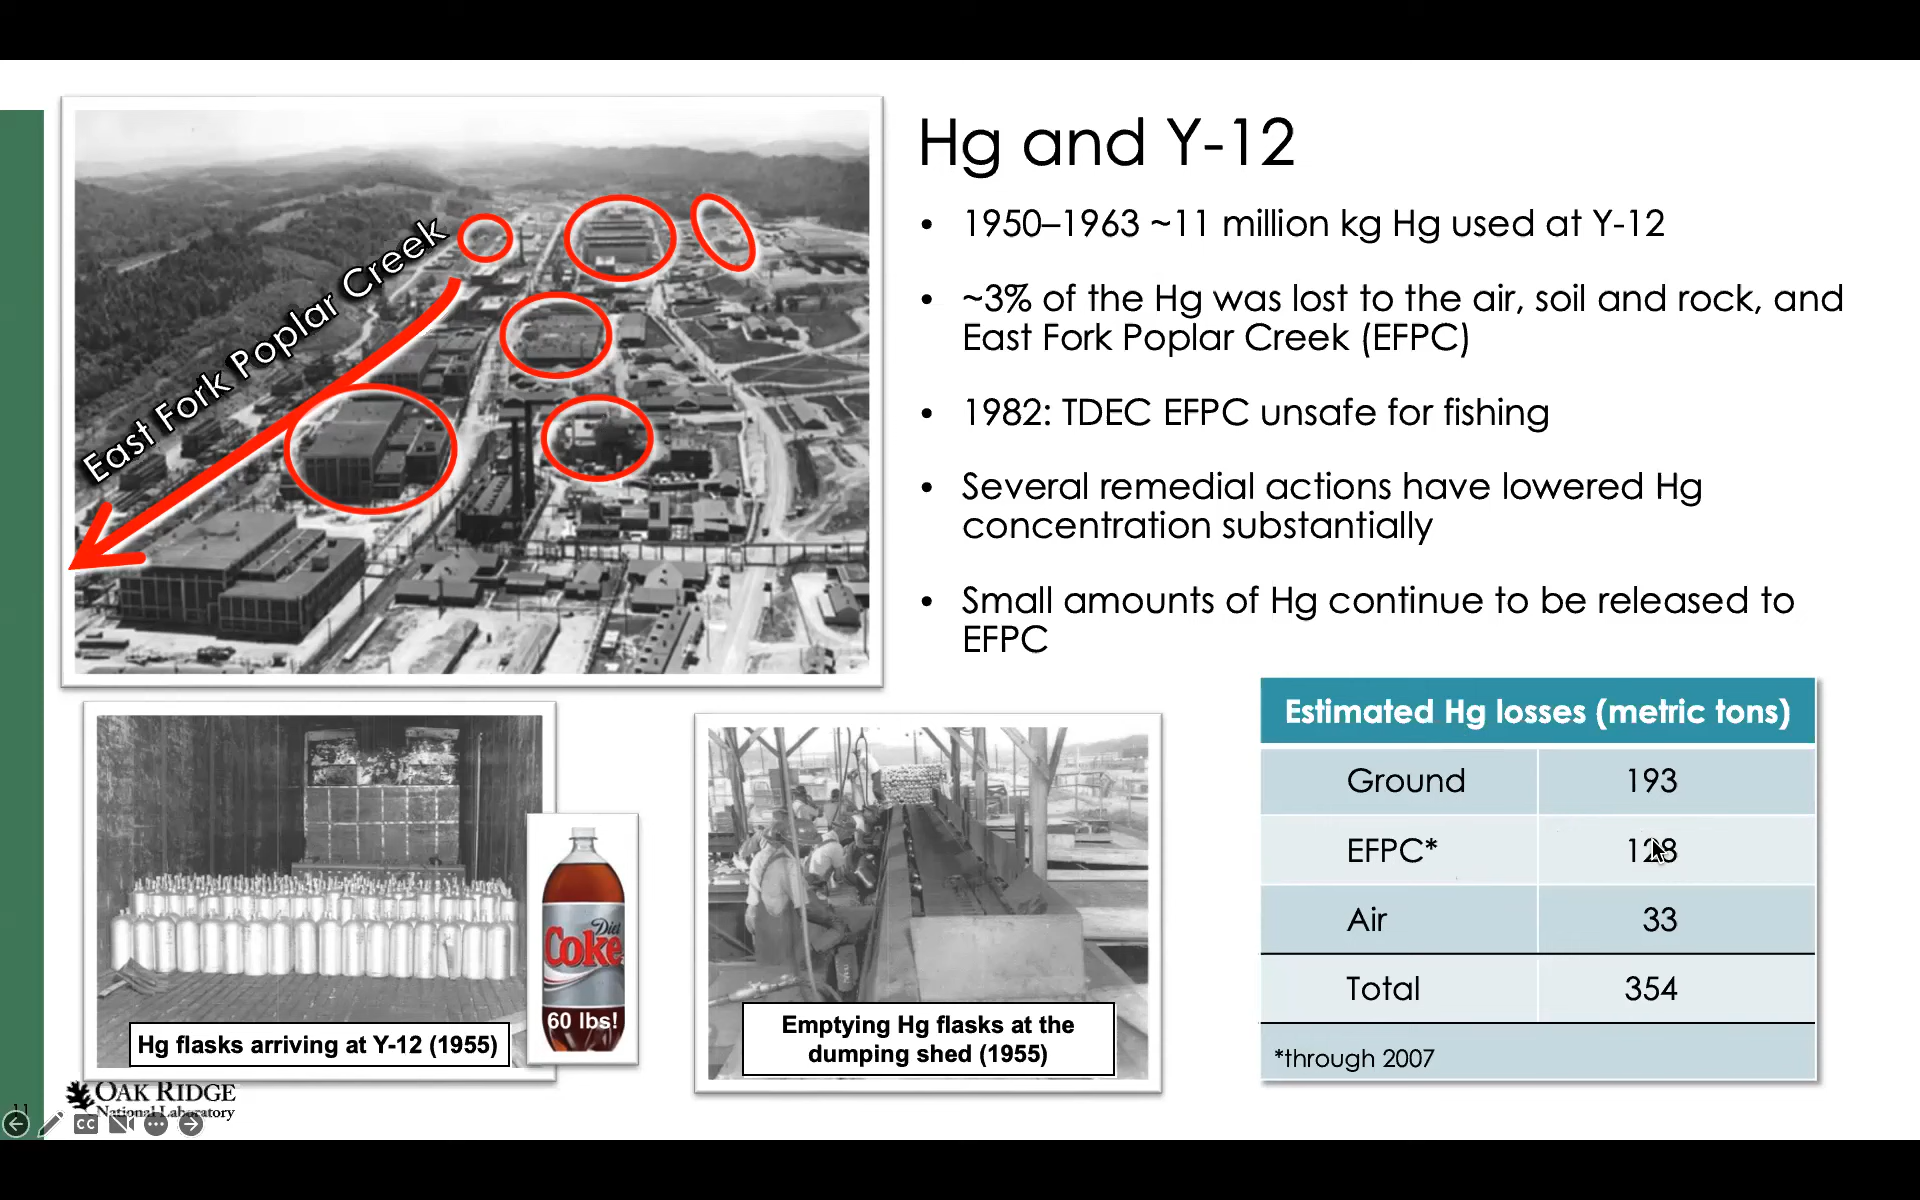 East Fork Poplar Creek
Hg and Y-12
• 1950–1963 ~11 million kg Hg used at Y-12
• ~3% of the Hg was lost to the air, soil and rock, and
East Fork Poplar Creek (EFPC)
• 1982: TDEC EFPC unsafe for fishing
• Several remedial actions have lowered Hg
concentration substantially
• Small amounts of Hg continue to be released to
EFPC
Hg flasks arriving at Y-12 (1955)
Diet
Coke
60 lbs!
Emptying Hg flasks at the
dumping shed (1955)
Estimated Hg losses (metric tons)
Ground 193
EFPC* 128
Air 33
Total 354
*through 2007
OAK RIDGE
National Laboratory
11
CC